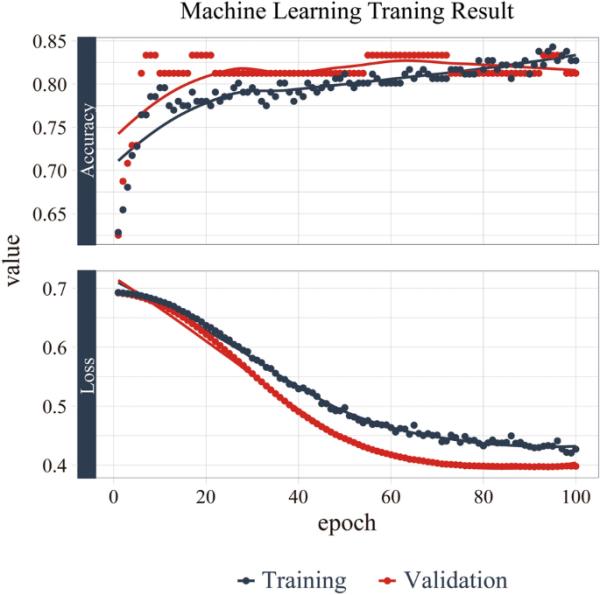 Machine Learning Traning Result
value
Accuracy
0.85
0.80
0.75
0.70
0.65
Loss
0.7
0.6
0.5
0.4
0 20 40 60 80 100
epoch
Training Validation